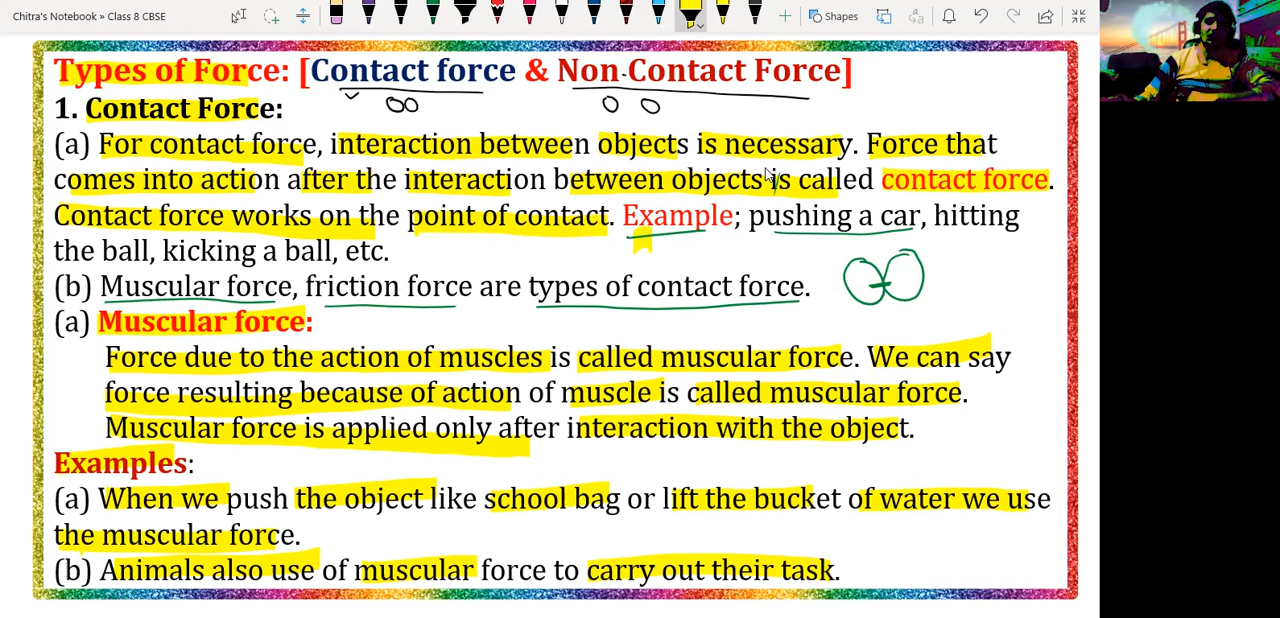 Chitra's Notebook » Class 8 CBSE
Shapes
Types of Force: [Contact force & Non-Contact Force]
1. Contact Force:
(a) For contact force, interaction between objects is necessary. Force that
comes into action after the interaction between objects is called contact force.
Contact force works on the point of contact. Example; pushing a car, hitting
the ball, kicking a ball, etc.
(b) Muscular force, friction force are types of contact force.
(a) Muscular force:
Force due to the action of muscles is called muscular force. We can say
force resulting because of action of muscle is called muscular force.
Muscular force is applied only after interaction with the object.
Examples:
(a) When we push the object like school bag or lift the bucket of water we use
the muscular force.
(b) Animals also use of muscular force to carry out their task.